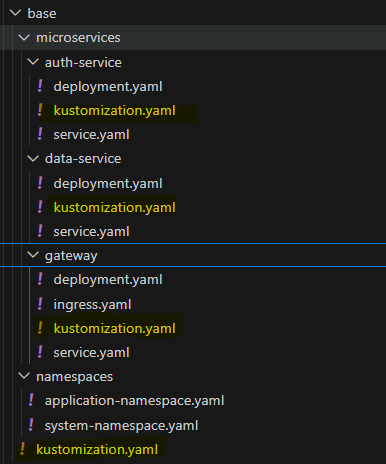 base
microservices
auth-service
! deployment.yaml
! kustomization.yaml
! service.yaml
data-service
! deployment.yaml
! kustomization.yaml
! service.yaml
gateway
! deployment.yaml
! ingress.yaml
! kustomization.yaml
! service.yaml
namespaces
! application-namespace.yaml
! system-namespace.yaml
! kustomization.yaml